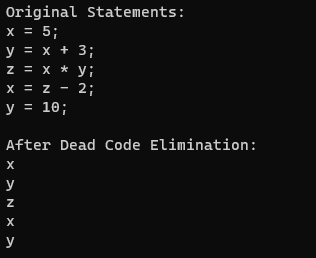 Original Statements:
x = 5;
y = x + 3;
z = x * y;
x = z - 2;
y = 10;
After Dead Code Elimination:
x
y
z
x
y